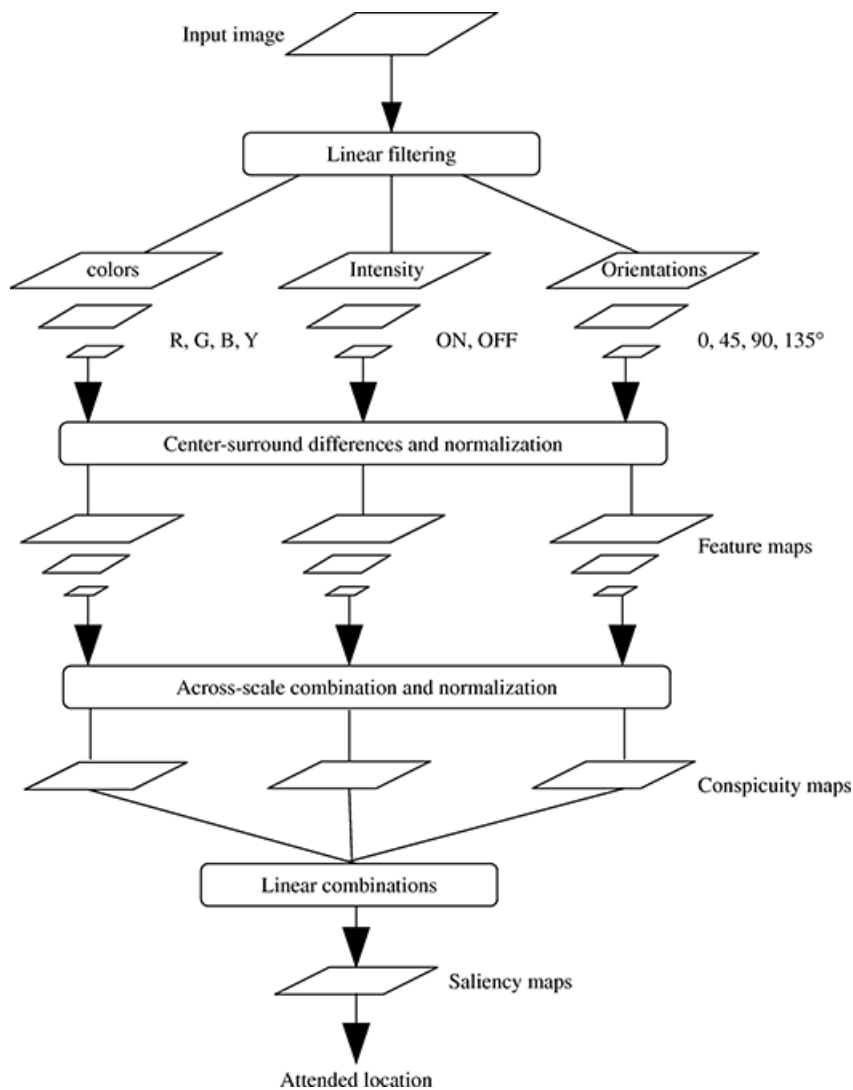 Input image
Linear filtering
colors
Intensity
Orientations
R, G, B, Y
ON, OFF
0, 45, 90, 135°
Center-surround differences and normalization
Feature maps
Across-scale combination and normalization
Conspicuity maps
Linear combinations
Saliency maps
Attended location